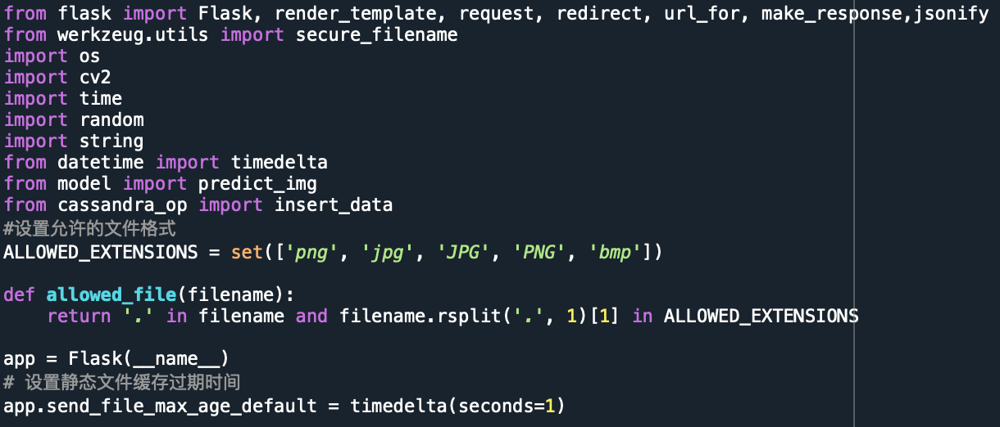 from flask import Flask, render_template, request, redirect, url_for, make_response,jsonify
from werkzeug.utils import secure_filename
import os
import cv2
import time
import random
import string
from datetime import timedelta
from model import predict_img
from cassandra_op import insert_data
#设置允许的文件格式
ALLOWED_EXTENSIONS = set(['png', 'jpg', 'JPG', 'PNG', 'bmp'])
def allowed_file(filename):
    return '.' in filename and filename.rsplit('.', 1)[1] in ALLOWED_EXTENSIONS
app = Flask(__name__)
# 设置静态文件缓存过期时间
app.send_file_max_age_default = timedelta(seconds=1)